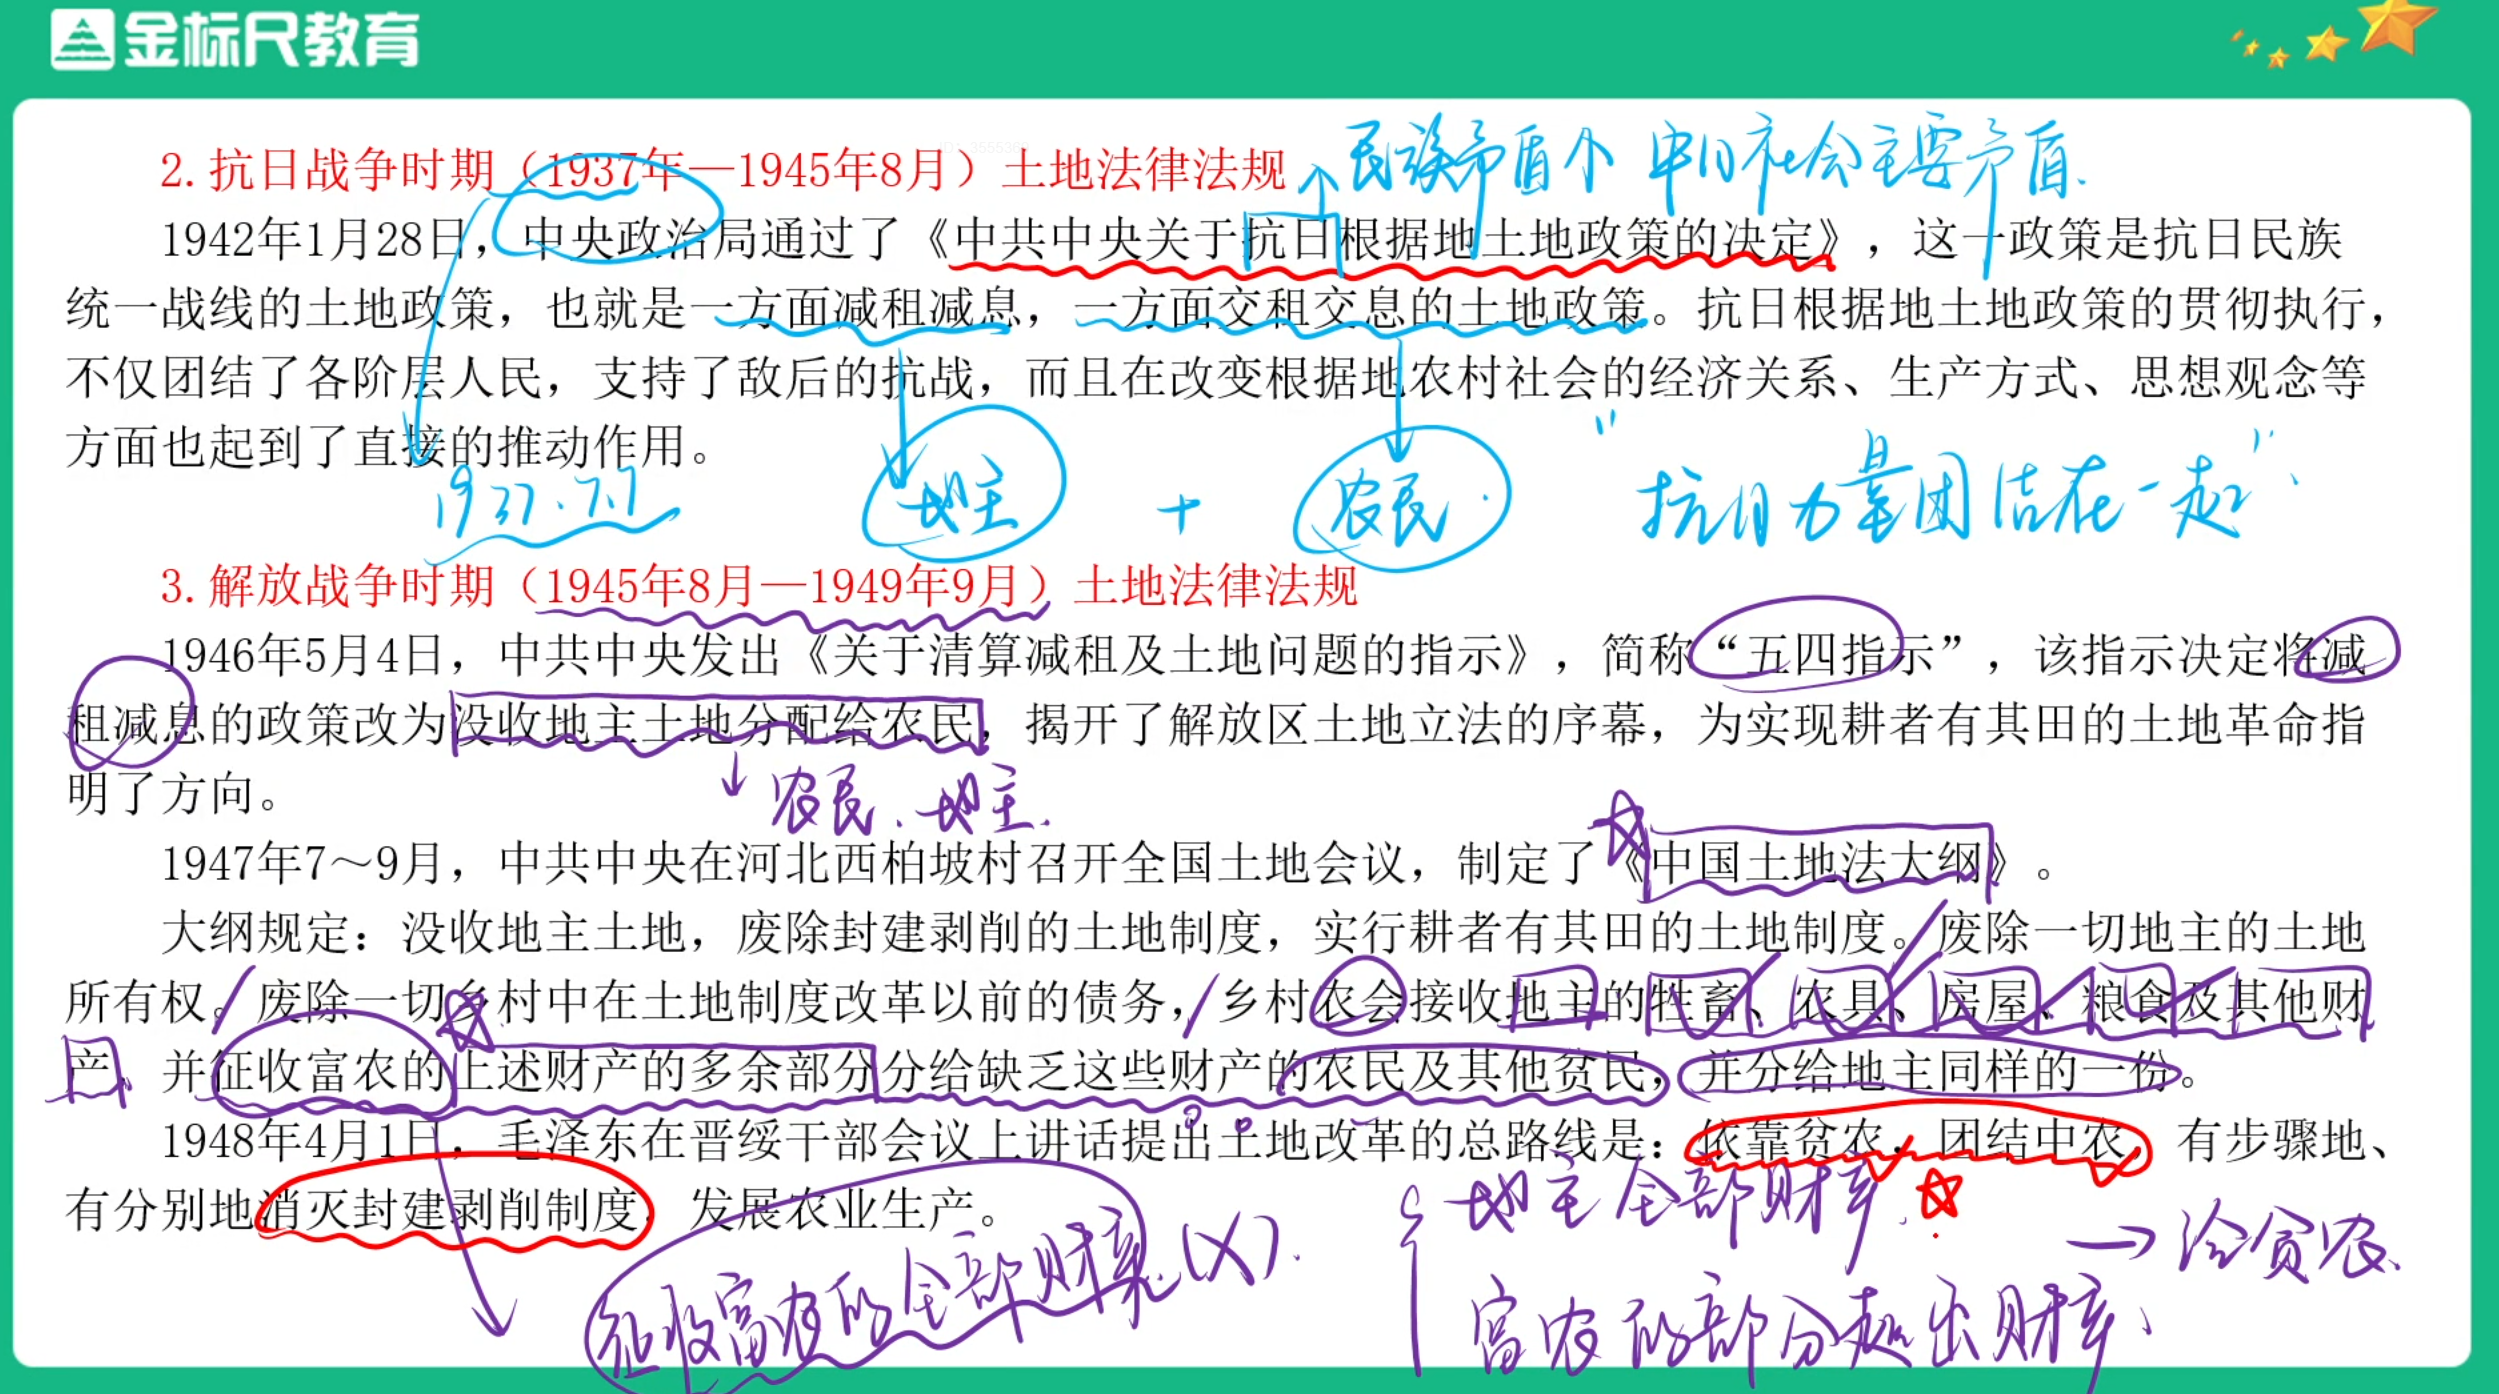 金标尺教育
2.抗日战争时期（1937年—1945年8月）土地法律法规
民族矛盾个 中日社会主要矛盾.
1942年1月28日，中央政治局通过了《中共中央关于抗日根据地土地政策的决定》，这一政策是抗日民族
统一战线的土地政策，也就是一方面减租减息，一方面交租交息的土地政策。抗日根据地土地政策的贯彻执行，
不仅团结了各阶层人民，支持了敌后的抗战，而且在改变根据地农村社会的经济关系、生产方式、思想观念等
方面也起到了直接的推动作用。
1937.7.7 地主 + 农民. “抗日力量团结在一起”.
3.解放战争时期（1945年8月—1949年9月）土地法律法规
1946年5月4日，中共中央发出《关于清算减租及土地问题的指示》，简称“五四指示”，该指示决定将减
租减息的政策改为没收地主土地分配给农民，揭开了解放区土地立法的序幕，为实现耕者有其田的土地革命指
明了方向。
农民、地主.
1947年7～9月，中共中央在河北西柏坡村召开全国土地会议，制定了《中国土地法大纲》。
大纲规定：没收地主土地，废除封建剥削的土地制度，实行耕者有其田的土地制度。废除一切地主的土地
所有权。废除一切乡村中在土地制度改革以前的债务，乡村农会接收地主的牲畜、农具、房屋、粮食及其他财
产，并征收富农的上述财产的多余部分分给缺乏这些财产的农民及其他贫民，并分给地主同样的一份。
1948年4月1日，毛泽东在晋绥干部会议上讲话提出土地改革的总路线是：依靠贫农，团结中农，有步骤地、
有分别地消灭封建剥削制度，发展农业生产。
地主全部财产
征收富农的全部财产(X).
富农的部分超出财产、
→ 给贫农.